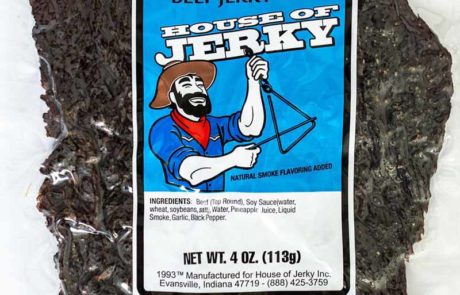 BEEF JERKY
HOUSE OF
JERKY
NATURAL SMOKE FLAVORING ADDED
INGREDIENTS: Beef (Top Round), Soy Sauce(water,
wheat, soybeans, salt), Water, Pineapple Juice, Liquid
Smoke, Garlic, Black Pepper.
NET WT. 4 OZ. (113g)
1993™ Manufactured for House of Jerky Inc.
Evansville, Indiana 47719 - (888) 425-3759